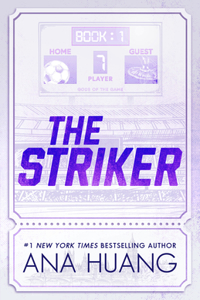 BOOK : 1
HOME
GUEST
7
PLAYER
THE
STRIKER
#1 NEW YORK TIMES BESTSELLING AUTHOR
ANA HUANG